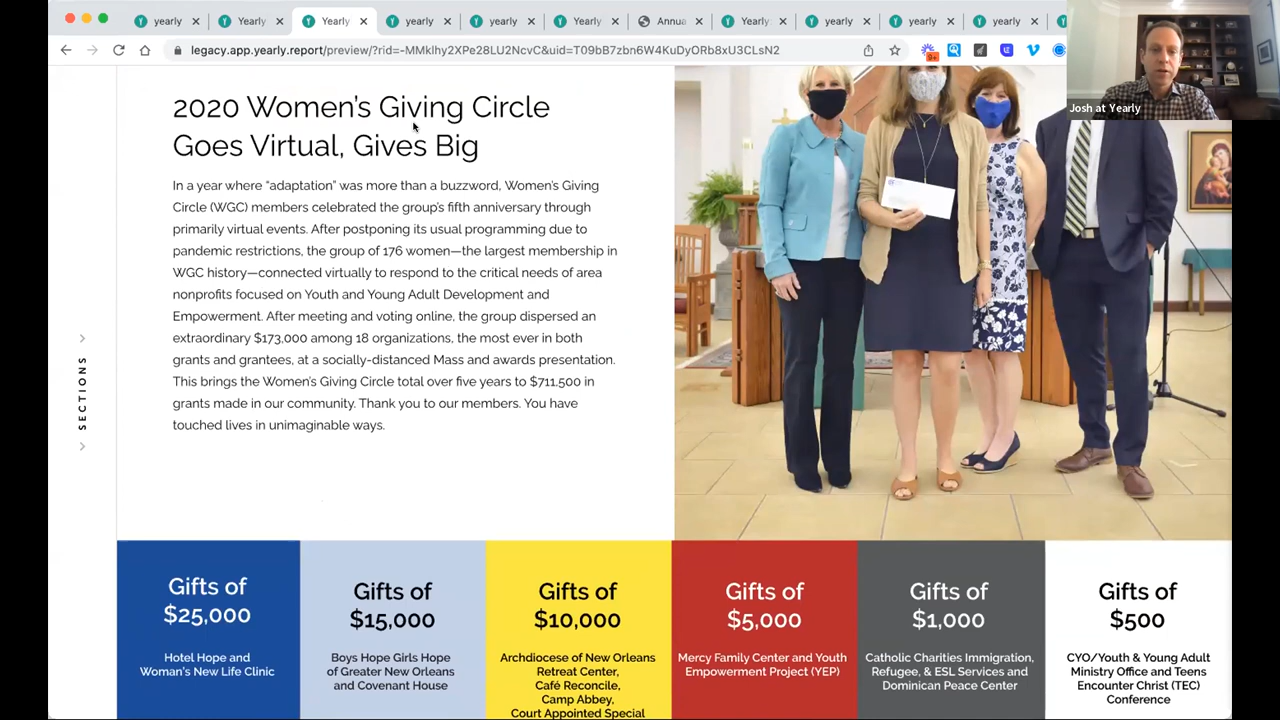 yearly
Yearly
Yearly
yearly
yearly
Yearly
Annua
Yearly
yearly
yearly
yearly
legacy.app.yearly.report/preview/?rid=-MMklhy2XPe28LU2NcvC&uid=T09bB7zbn6W4KuDyORb8xU3CLsN2
9+
Josh at Yearly
2020 Women's Giving Circle
Goes Virtual, Gives Big
In a year where “adaptation” was more than a buzzword, Women's Giving
Circle (WGC) members celebrated the group's fifth anniversary through
primarily virtual events. After postponing its usual programming due to
pandemic restrictions, the group of 176 women—the largest membership in
WGC history—connected virtually to respond to the critical needs of area
nonprofits focused on Youth and Young Adult Development and
Empowerment. After meeting and voting online, the group dispersed an
extraordinary $173,000 among 18 organizations, the most ever in both
grants and grantees, at a socially-distanced Mass and awards presentation.
This brings the Women's Giving Circle total over five years to $711,500 in
grants made in our community. Thank you to our members. You have
touched lives in unimaginable ways.
SECTIONS
Gifts of
$25,000
Hotel Hope and
Woman's New Life Clinic
Gifts of
$15,000
Boys Hope Girls Hope
of Greater New Orleans
and Covenant House
Gifts of
$10,000
Archdiocese of New Orleans
Retreat Center,
Café Reconcile,
Camp Abbey,
Court Appointed Special
Gifts of
$5,000
Mercy Family Center and Youth
Empowerment Project (YEP)
Gifts of
$1,000
Catholic Charities Immigration,
Refugee, & ESL Services and
Dominican Peace Center
Gifts of
$500
CYO/Youth & Young Adult
Ministry Office and Teens
Encounter Christ (TEC)
Conference